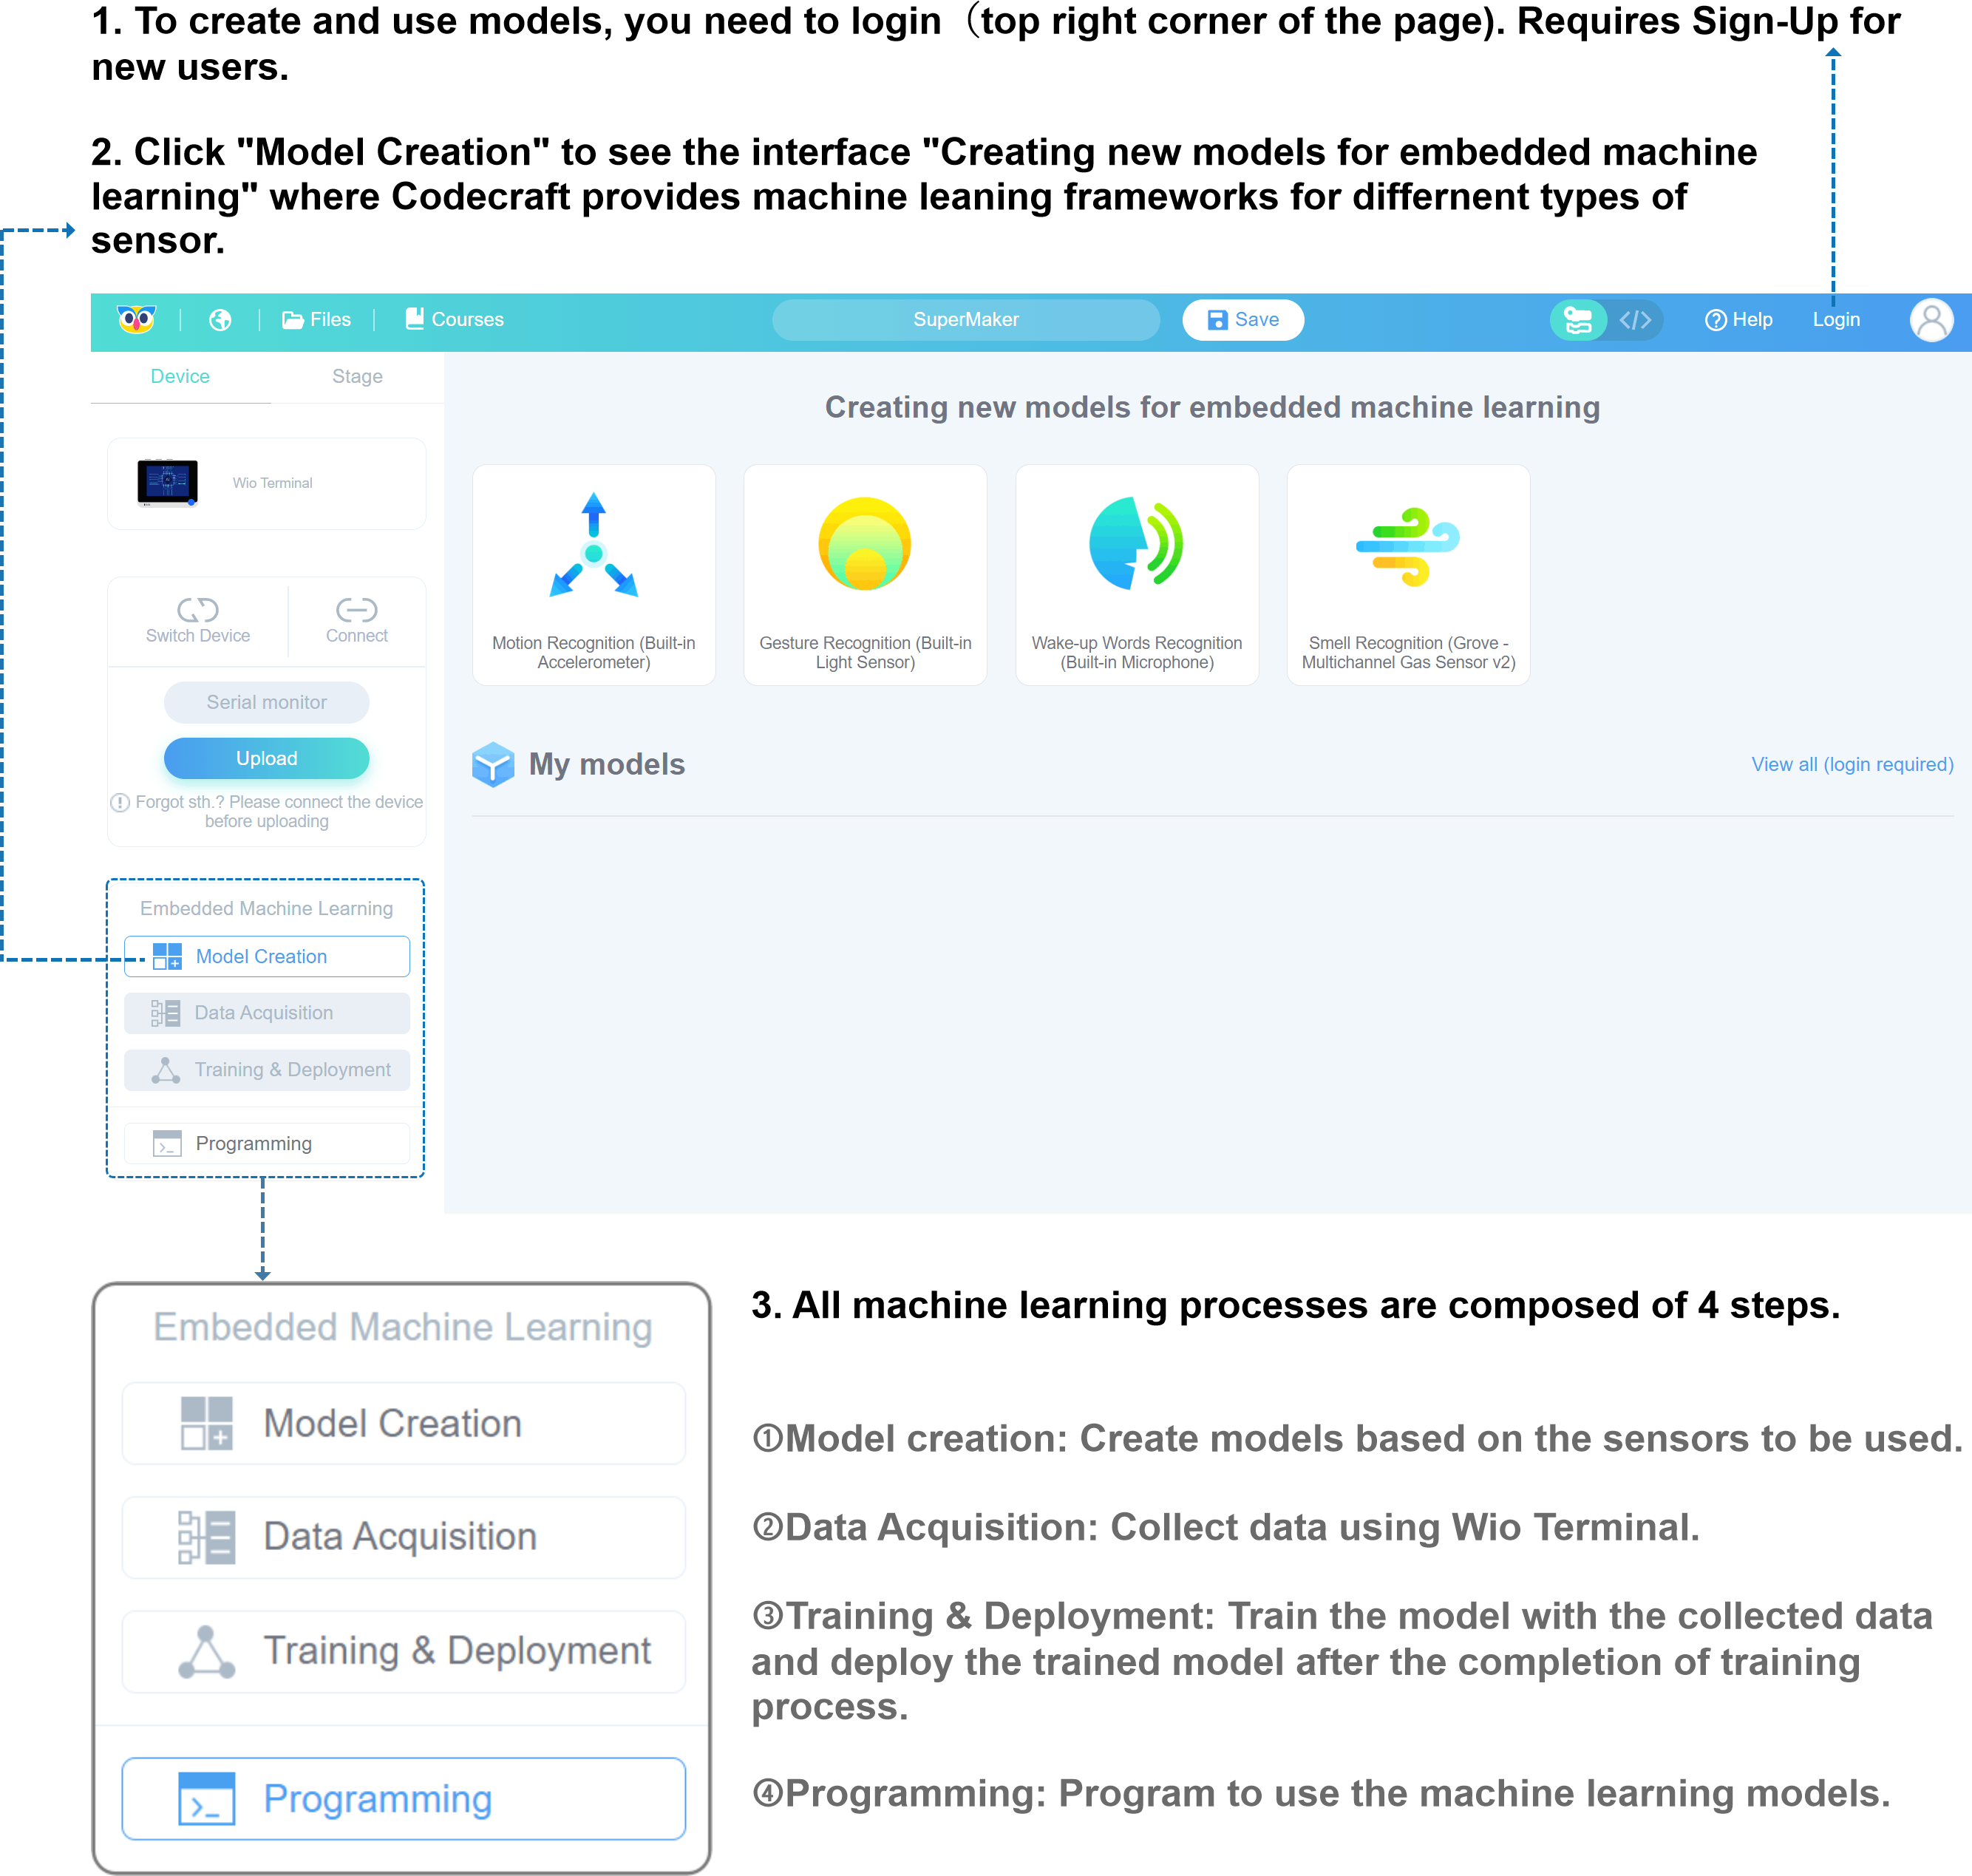 1. To create and use models, you need to login（top right corner of the page). Requires Sign-Up for
new users.
2. Click "Model Creation" to see the interface "Creating new models for embedded machine
learning" where Codecraft provides machine leaning frameworks for differnent types of
sensor.
Files
Courses
SuperMaker
Save
Help
Login
Device
Stage
Wio Terminal
Switch Device
Connect
Serial monitor
Upload
Forgot sth.? Please connect the device
before uploading
Embedded Machine Learning
Model Creation
Data Acquisition
Training & Deployment
Programming
Creating new models for embedded machine learning
Motion Recognition (Built-in
Accelerometer)
Gesture Recognition (Built-in
Light Sensor)
Wake-up Words Recognition
(Built-in Microphone)
Smell Recognition (Grove -
Multichannel Gas Sensor v2)
My models
View all (login required)
Embedded Machine Learning
Model Creation
Data Acquisition
Training & Deployment
Programming
3. All machine learning processes are composed of 4 steps.
①Model creation: Create models based on the sensors to be used.
②Data Acquisition: Collect data using Wio Terminal.
③Training & Deployment: Train the model with the collected data
and deploy the trained model after the completion of training
process.
④Programming: Program to use the machine learning models.